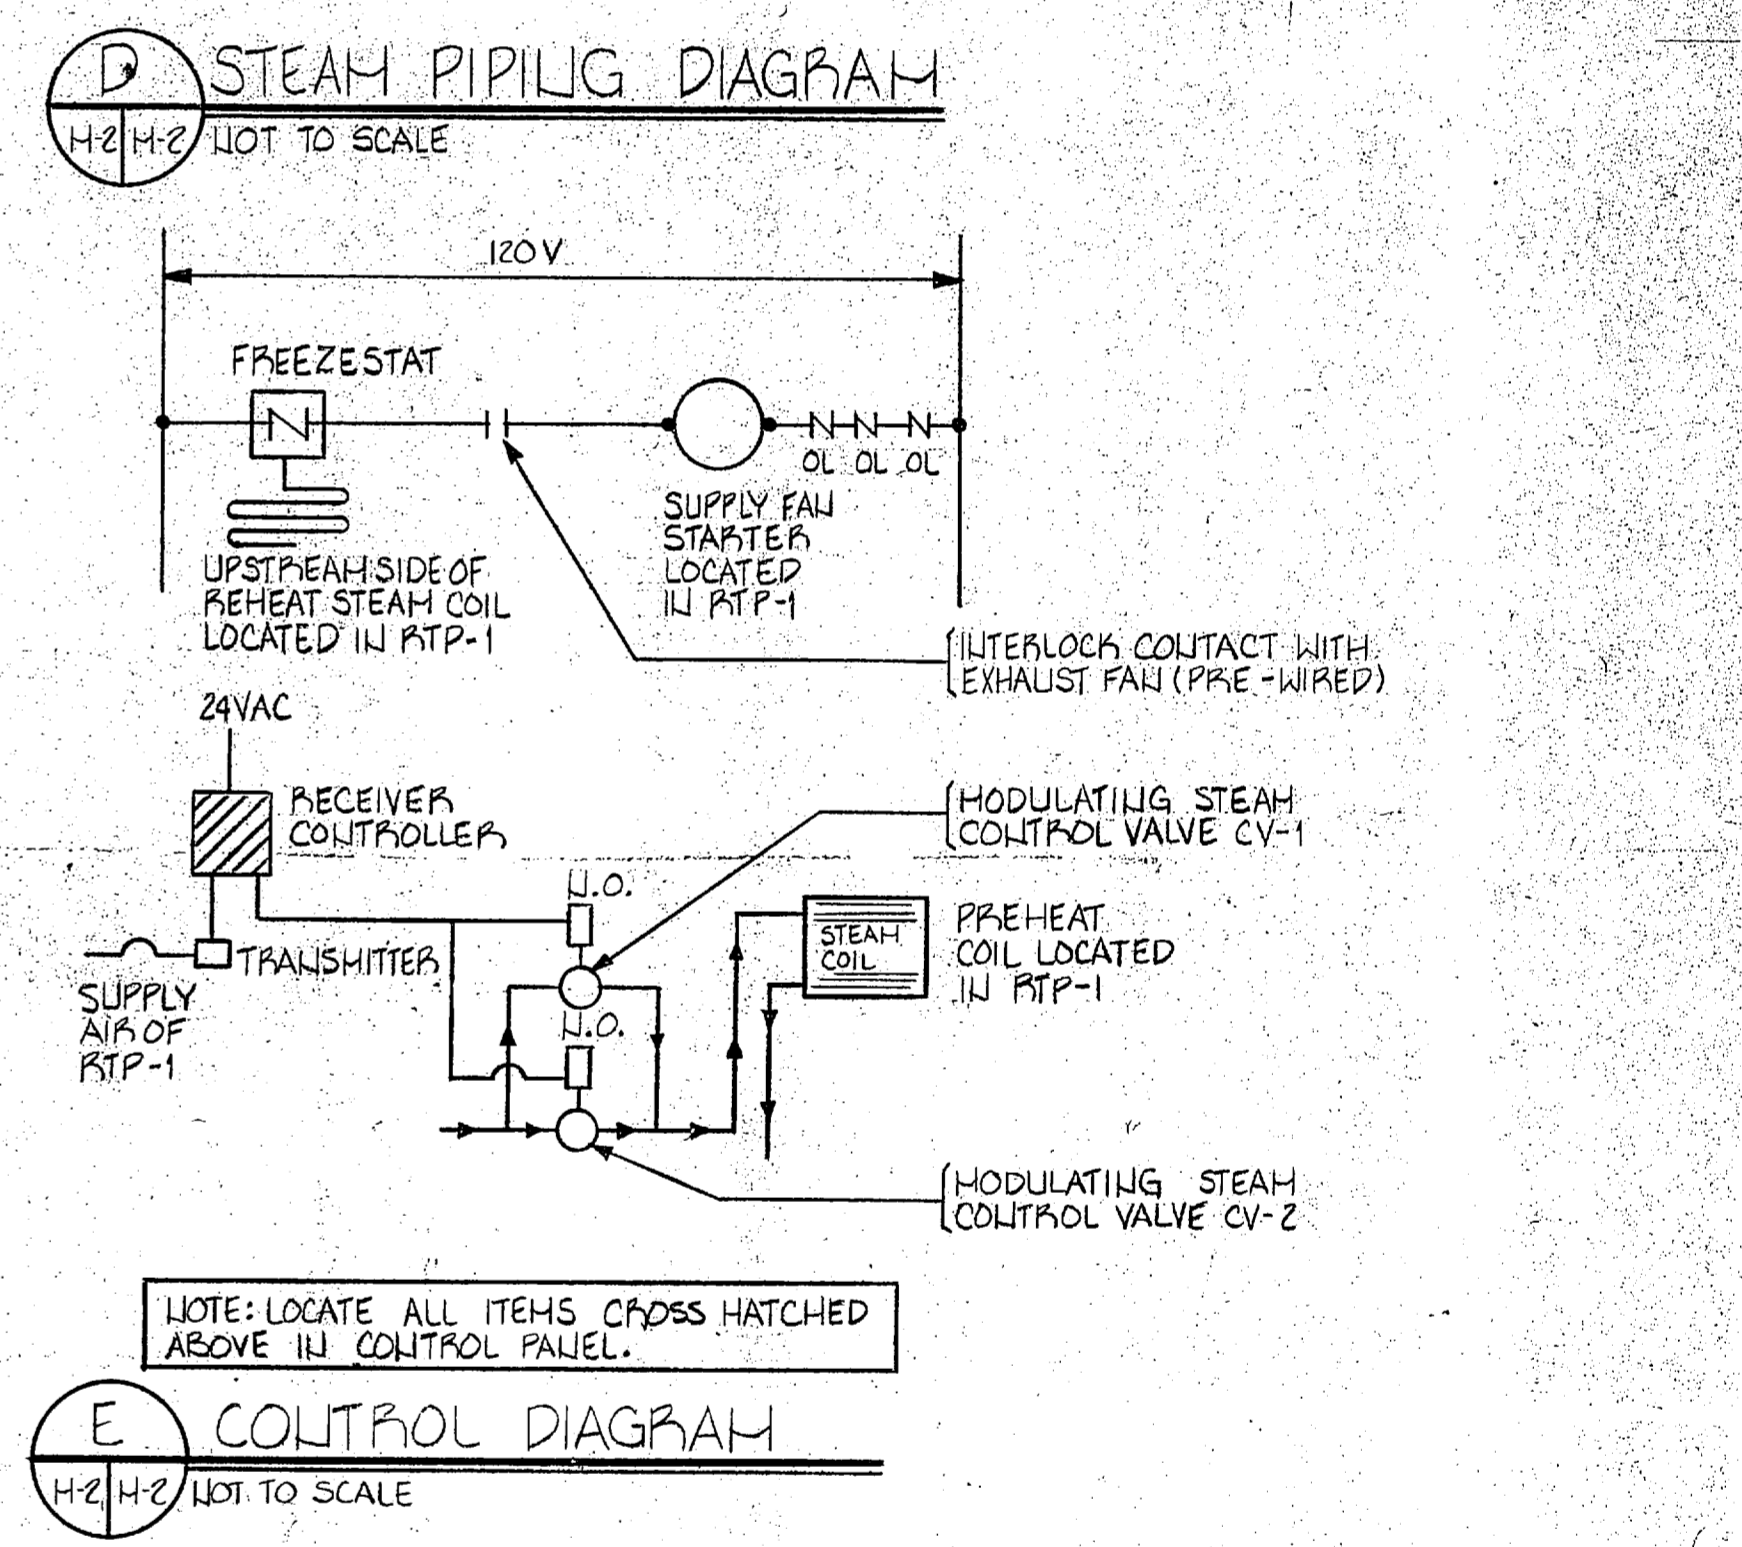 D STEAM PIPING DIAGRAM
M-2 M-2 NOT TO SCALE
120V
FREEZESTAT
OL OL OL
SUPPLY FAN
STARTER
LOCATED
IN RTP-1
UPSTREAM SIDE OF
REHEAT STEAM COIL
LOCATED IN RTP-1
INTERLOCK CONTACT WITH
EXHAUST FAN (PRE-WIRED)
24VAC
RECEIVER
CONTROLLER
MODULATING STEAM
CONTROL VALVE CV-1
N.O.
TRANSMITTER
STEAM
COIL
PREHEAT
COIL LOCATED
IN RTP-1
SUPPLY
AIR OF
RTP-1
N.O.
MODULATING STEAM
CONTROL VALVE CV-2
NOTE: LOCATE ALL ITEMS CROSS HATCHED
ABOVE IN CONTROL PANEL.
E CONTROL DIAGRAM
M-2 M-2 NOT TO SCALE